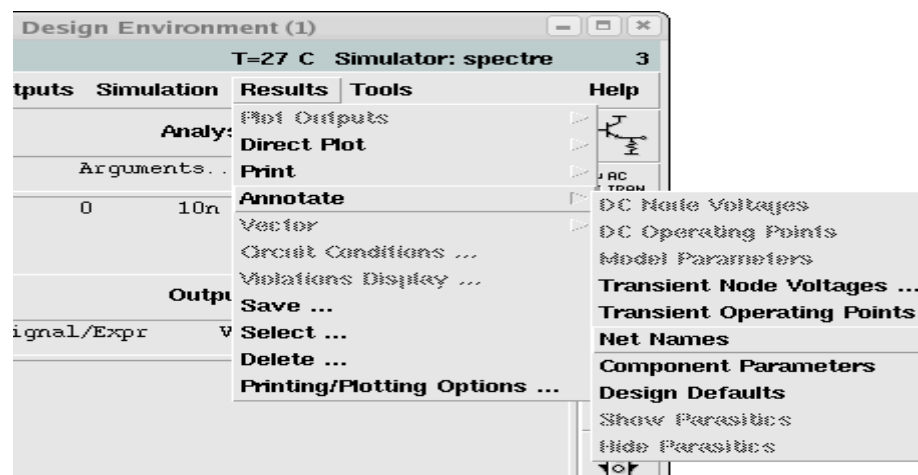 Design Environment (1)
T=27 C Simulator: spectre 3
tputs Simulation Results Tools Help
Analys
Arguments..
0 10n
Outpu
ignal/Expr V
Plot Outputs
Direct Plot
Print
Annotate
Vector
Circuit Conditions ...
Violations Display ...
Save ...
Select ...
Delete ...
Printing/Plotting Options ...
AC
TRAN
DC Node Voltages
DC Operating Points
Model Parameters
Transient Node Voltages ...
Transient Operating Points
Net Names
Component Parameters
Design Defaults
Show Parasitics
Hide Parasitics